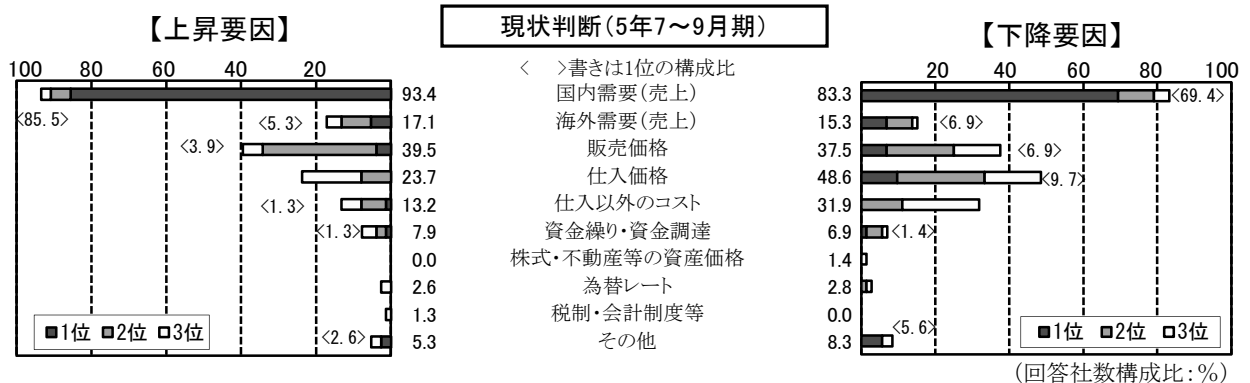 現状判断(5年7～9月期)
【上昇要因】
【下降要因】
< >書きは1位の構成比
100 80 60 40 20
20 40 60 80 100
93.4 国内需要(売上) 83.3 <69.4>
<85.5>
<5.3> 17.1 海外需要(売上) 15.3 <6.9>
<3.9> 39.5 販売価格 37.5 <6.9>
23.7 仕入価格 48.6 <9.7>
<1.3> 13.2 仕入以外のコスト 31.9
<1.3> 7.9 資金繰り・資金調達 6.9 <1.4>
0.0 株式・不動産等の資産価格 1.4
2.6 為替レート 2.8
1.3 税制・会計制度等 0.0
<2.6> 5.3 その他 8.3 <5.6>
1位 2位 3位
1位 2位 3位
(回答社数構成比:%)